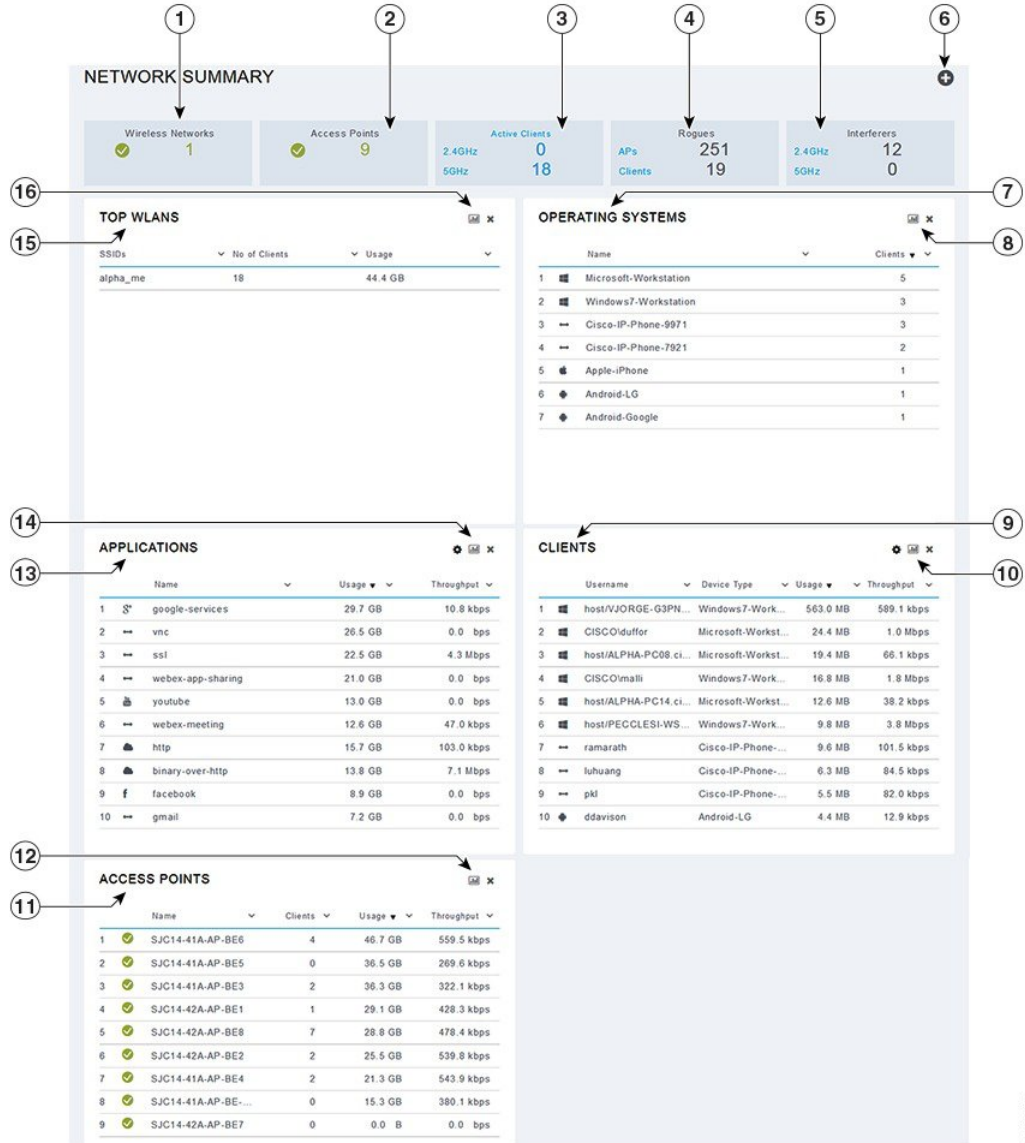 1 2 3 4 5 6
NETWORK SUMMARY
Wireless Networks
1
Access Points
9
Active Clients
2.4GHz 0
5GHz 18
Rogues
APs 251
Clients 19
Interferers
2.4GHz 12
5GHz 0
16
15
TOP WLANS
SSIDs No of Clients Usage
alpha_me 18 44.4 GB
7
8
OPERATING SYSTEMS
Name Clients
1 Microsoft-Workstation 5
2 Windows7-Workstation 3
3 Cisco-IP-Phone-9971 3
4 Cisco-IP-Phone-7921 2
5 Apple-iPhone 1
6 Android-LG 1
7 Android-Google 1
14
13
APPLICATIONS
Name Usage Throughput
1 google-services 29.7 GB 10.8 kbps
2 vnc 26.5 GB 0.0 bps
3 ssl 22.5 GB 4.3 Mbps
4 webex-app-sharing 21.0 GB 0.0 bps
5 youtube 13.0 GB 0.0 bps
6 webex-meeting 12.6 GB 47.0 kbps
7 http 15.7 GB 103.0 kbps
8 binary-over-http 13.8 GB 7.1 Mbps
9 facebook 8.9 GB 0.0 bps
10 gmail 7.2 GB 0.0 bps
9
10
CLIENTS
Username Device Type Usage Throughput
1 host/VJORGE-G3PN... Windows7-Work... 563.0 MB 589.1 kbps
2 CISCO\duffor Microsoft-Workst... 24.4 MB 1.0 Mbps
3 host/ALPHA-PC08.ci... Microsoft-Workst... 19.4 MB 66.1 kbps
4 CISCO\malli Windows7-Work... 16.8 MB 1.8 Mbps
5 host/ALPHA-PC14.ci... Microsoft-Workst... 12.6 MB 38.2 kbps
6 host/PECCLESI-WS... Windows7-Work... 9.8 MB 3.8 Mbps
7 ramarath Cisco-IP-Phone-... 9.6 MB 101.5 kbps
8 luhuang Cisco-IP-Phone-... 6.3 MB 84.5 kbps
9 pkl Cisco-IP-Phone-... 5.5 MB 82.0 kbps
10 ddavison Android-LG 4.4 MB 12.9 kbps
12
11
ACCESS POINTS
Name Clients Usage Throughput
1 SJC14-41A-AP-BE6 4 46.7 GB 559.5 kbps
2 SJC14-41A-AP-BE5 0 36.5 GB 269.6 kbps
3 SJC14-41A-AP-BE3 2 36.3 GB 322.1 kbps
4 SJC14-42A-AP-BE1 1 29.1 GB 428.3 kbps
5 SJC14-42A-AP-BE8 7 28.8 GB 478.4 kbps
6 SJC14-42A-AP-BE2 2 25.5 GB 539.8 kbps
7 SJC14-41A-AP-BE4 2 21.3 GB 543.9 kbps
8 SJC14-41A-AP-BE-... 0 15.3 GB 380.1 kbps
9 SJC14-42A-AP-BE7 0 0.0 B 0.0 bps